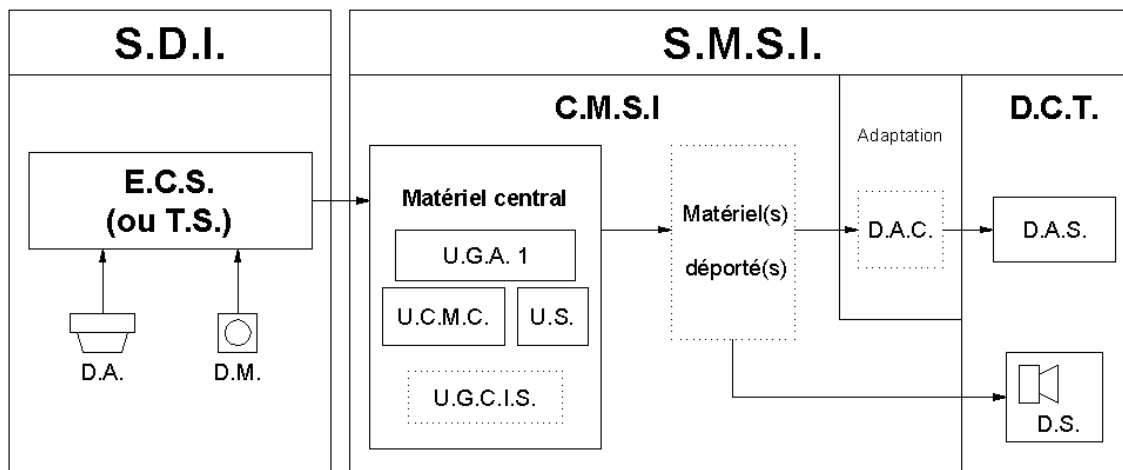 S.D.I.
E.C.S.
(ou T.S.)
D.A.
D.M.
S.M.S.I.
C.M.S.I
Matériel central
U.G.A. 1
U.C.M.C.
U.S.
U.G.C.I.S.
Matériel(s)
déporté(s)
Adaptation
D.A.C.
D.C.T.
D.A.S.
D.S.